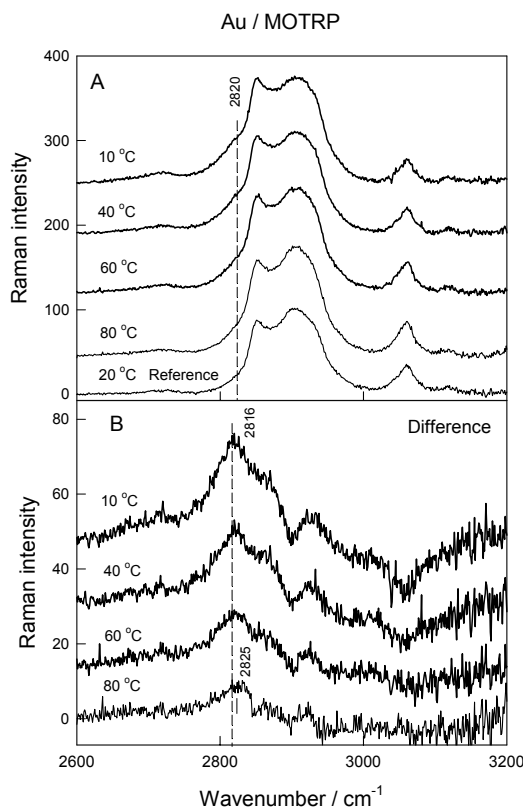 Au / MOTRP
A
2820
400
300
200
100
0
Raman intensity
10 °C
40 °C
60 °C
80 °C
20 °C Reference
B
2816
Difference
80
60
40
20
0
Raman intensity
10 °C
40 °C
60 °C
2825
80 °C
2600 2800 3000 3200
Wavenumber / cm⁻¹